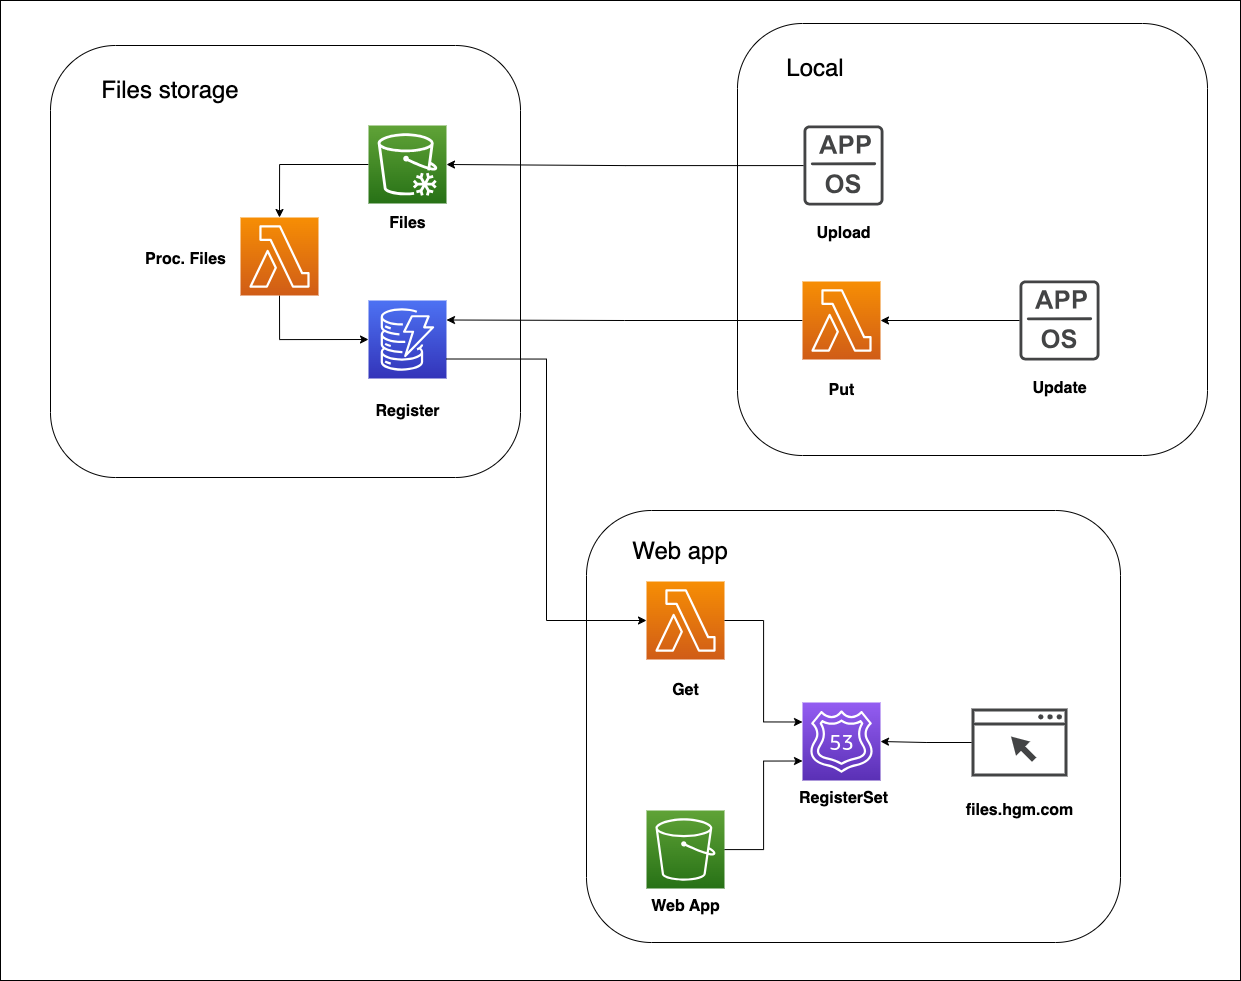 Files storage
Files
Proc. Files
Register
Local
APP
OS
Upload
Put
APP
OS
Update
Web app
Get
53
RegisterSet
files.hgm.com
Web App